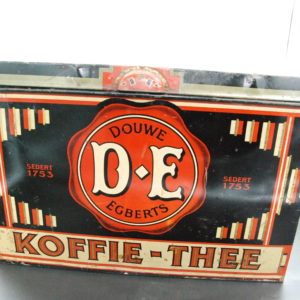 DOUWE
D·E
EGBERTS
SEDERT
1753
SEDERT
1753
KOFFIE - THEE